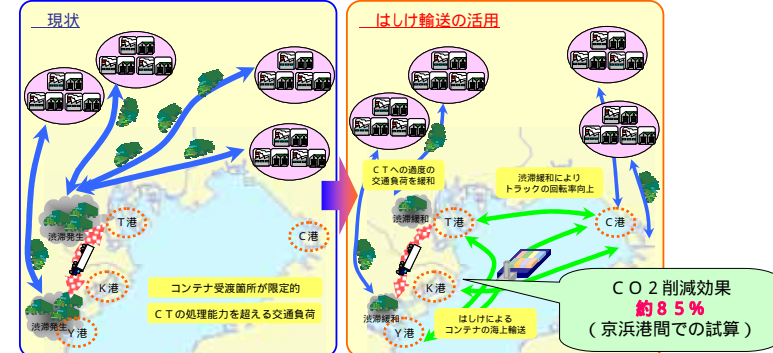 現状
渋滞発生
T港
C港
K港
コンテナ受渡箇所が限定的
CTの処理能力を超える交通負荷
渋滞発生
Y港
はしけ輸送の活用
CTへの過度の
交通負荷を緩和
渋滞緩和により
トラックの回転率向上
渋滞緩和
T港
C港
K港
渋滞緩和
Y港
はしけによる
コンテナの海上輸送
CO2削減効果
約85%
(京浜港間での試算)